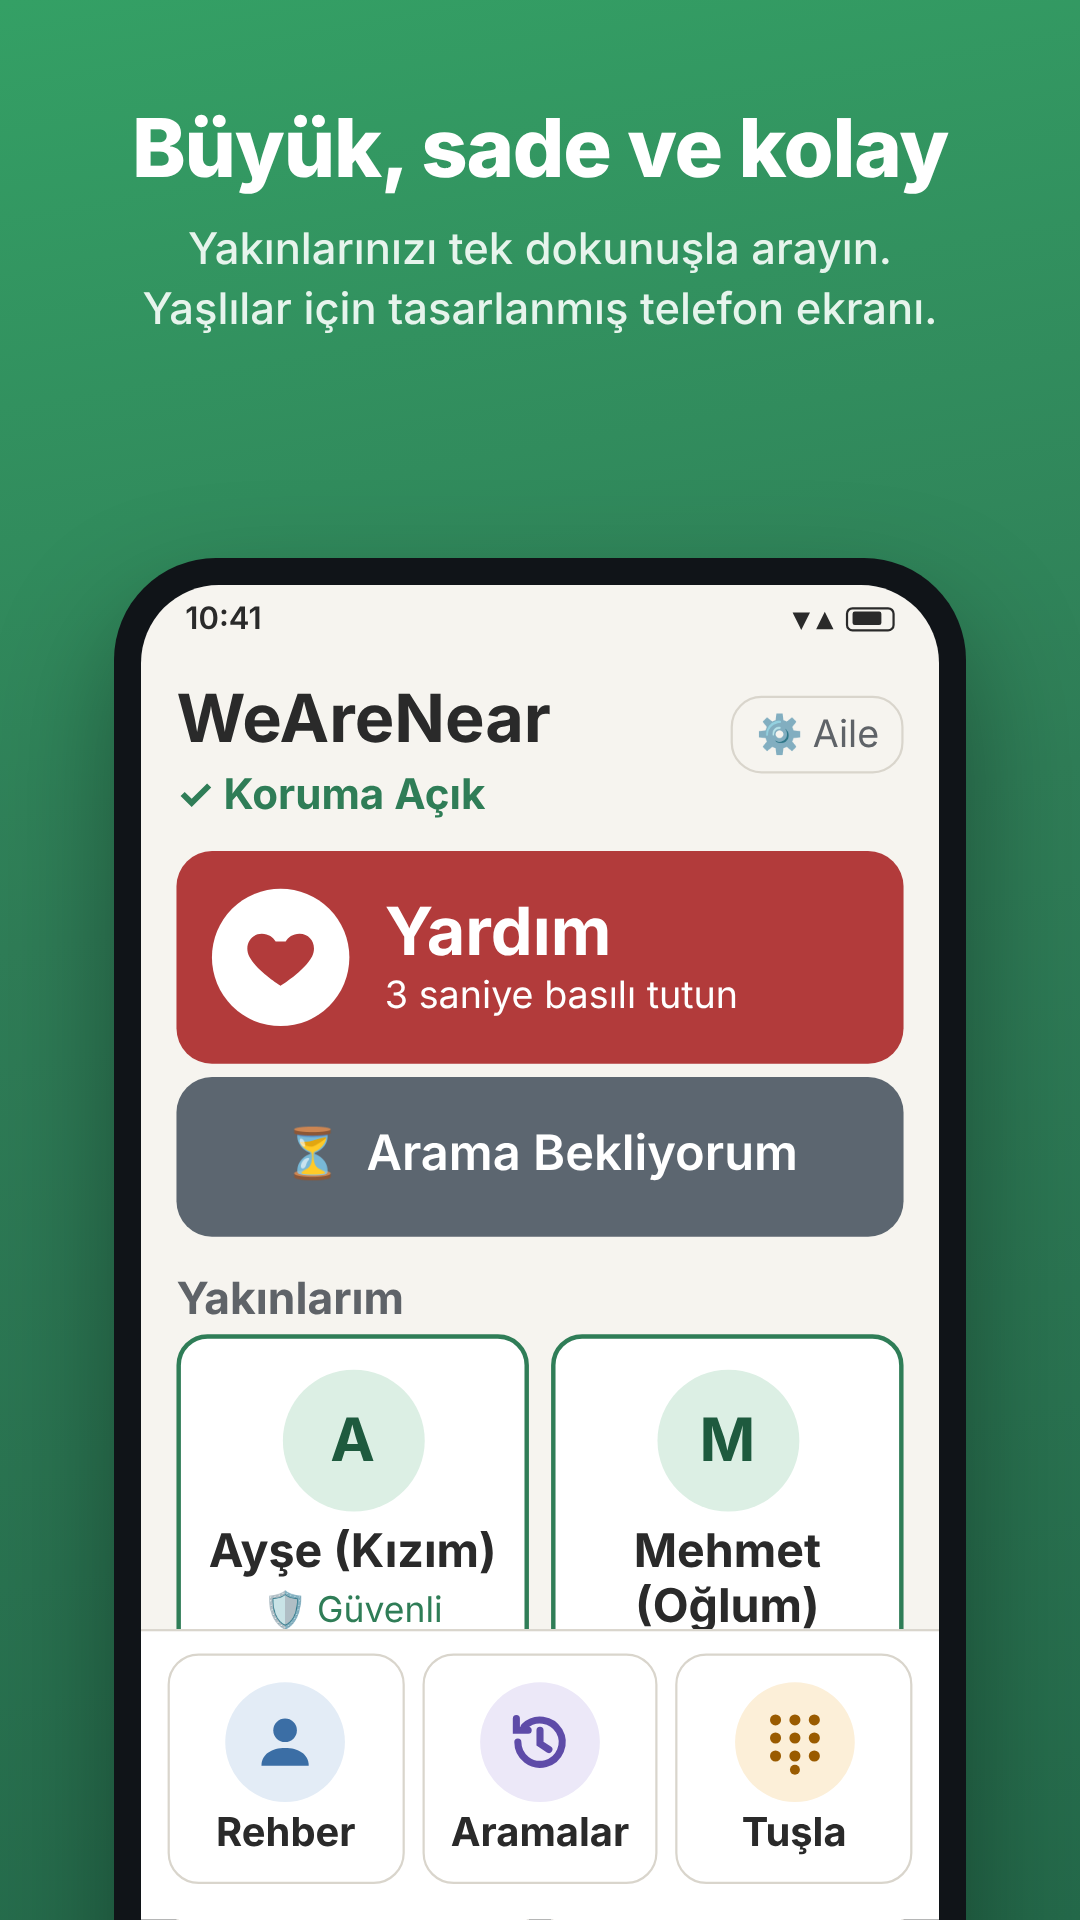 Büyük, sade ve kolay
Yakınlarınızı tek dokunuşla arayın.
Yaşlılar için tasarlanmış telefon ekranı.
10:41
WeAreNear
Aile
Koruma Açık
Yardım
3 saniye basılı tutun
Arama Bekliyorum
Yakınlarım
A
M
Ayşe (Kızım)
Mehmet
(Oğlum)
Güvenli
Rehber
Aramalar
Tuşla